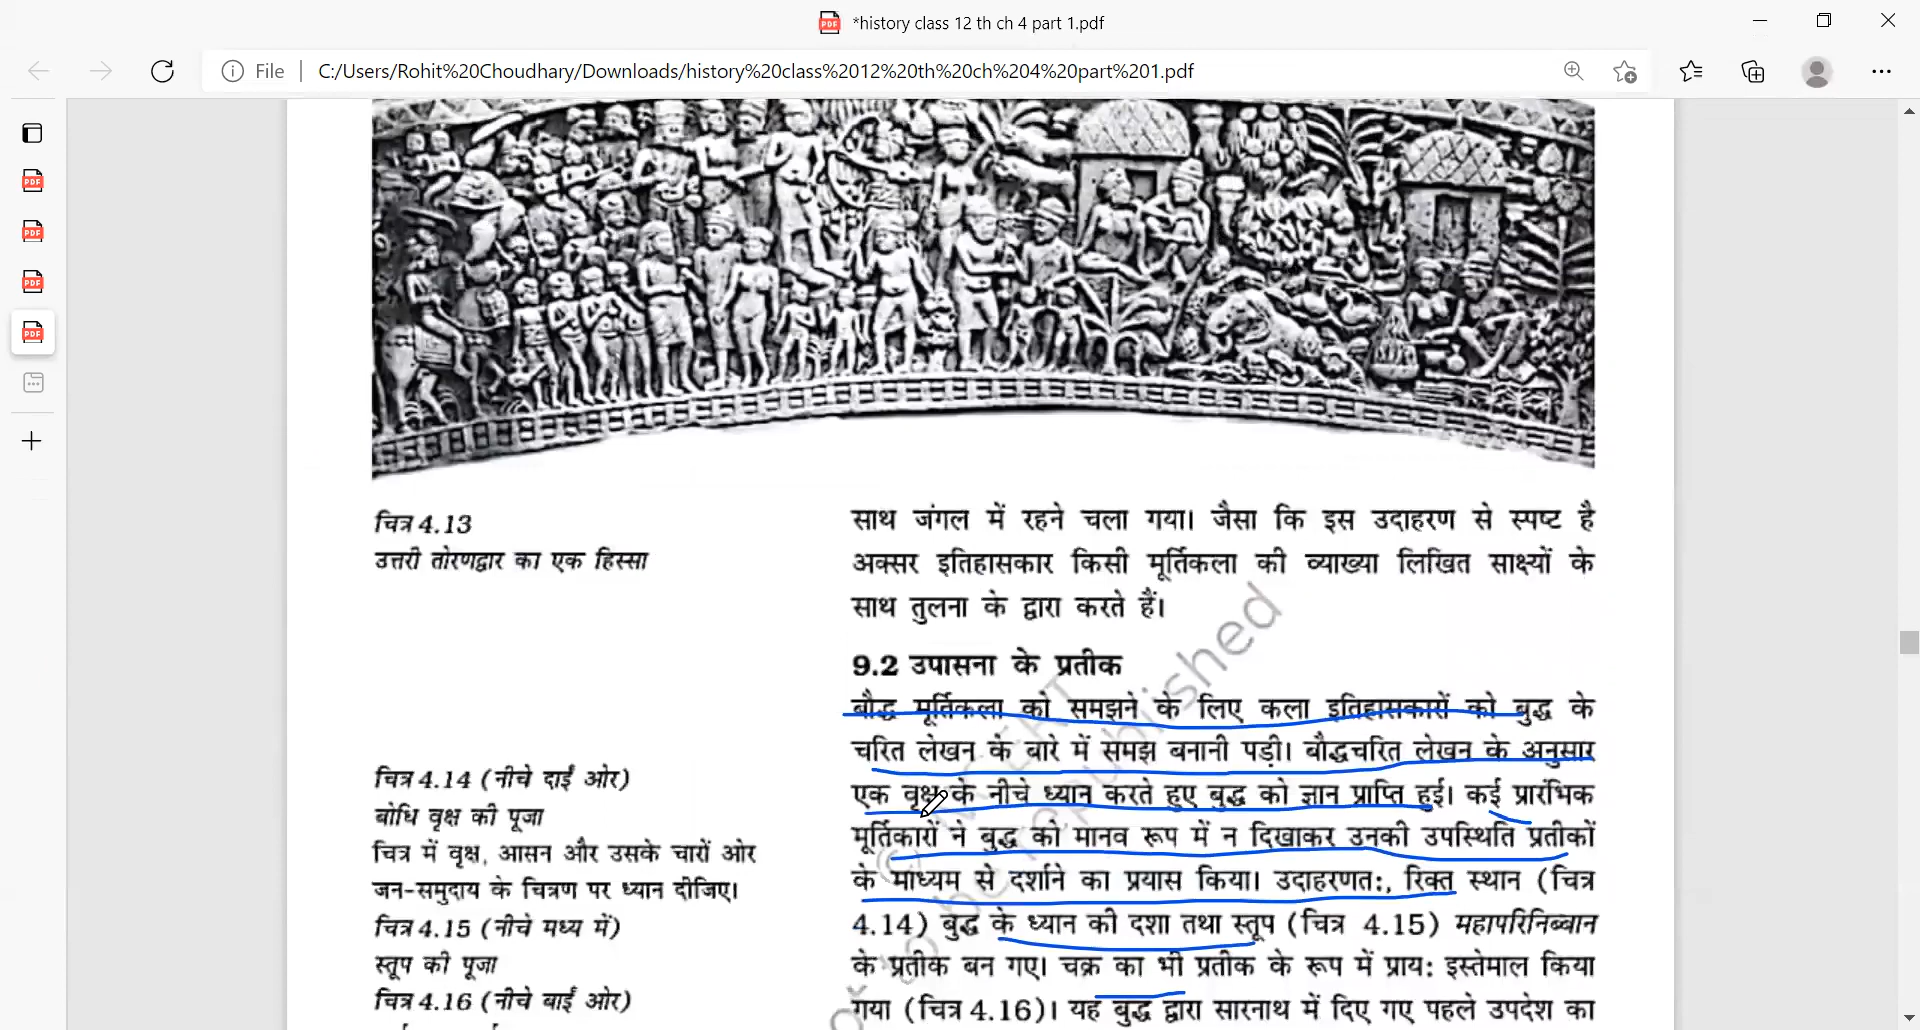 *history class 12 th ch 4 part 1.pdf
File
C:/Users/Rohit%20Choudhary/Downloads/history%20class%2012%20th%20ch%204%20part%201.pdf
चित्र 4.13
उत्तरी तोरणद्वार का एक हिस्सा
साथ जंगल में रहने चला गया। जैसा कि इस उदाहरण से स्पष्ट है
अक्सर इतिहासकार किसी मूर्तिकला की व्याख्या लिखित साक्ष्यों के
साथ तुलना के द्वारा करते हैं।
9.2 उपासना के प्रतीक
बौद्ध मूर्तिकला को समझने के लिए कला इतिहासकारों को बुद्ध के
चरित लेखन के बारे में समझ बनानी पड़ी। बौद्धचरित लेखन के अनुसार
एक वृक्ष के नीचे ध्यान करते हुए बुद्ध को ज्ञान प्राप्ति हुई। कई प्रारंभिक
मूर्तिकारों ने बुद्ध को मानव रूप में न दिखाकर उनकी उपस्थिति प्रतीकों
के माध्यम से दर्शाने का प्रयास किया। उदाहरणत:, रिक्त स्थान (चित्र
4.14) बुद्ध के ध्यान की दशा तथा स्तूप (चित्र 4.15) महापरिनिब्बान
के प्रतीक बन गए। चक्र का भी प्रतीक के रूप में प्राय: इस्तेमाल किया
गया (चित्र 4.16)। यह बुद्ध द्वारा सारनाथ में दिए गए पहले उपदेश का
चित्र 4.14 (नीचे दाईं ओर)
बोधि वृक्ष की पूजा
चित्र में वृक्ष, आसन और उसके चारों ओर
जन-समुदाय के चित्रण पर ध्यान दीजिए।
चित्र 4.15 (नीचे मध्य में)
स्तूप की पूजा
चित्र 4.16 (नीचे बाईं ओर)